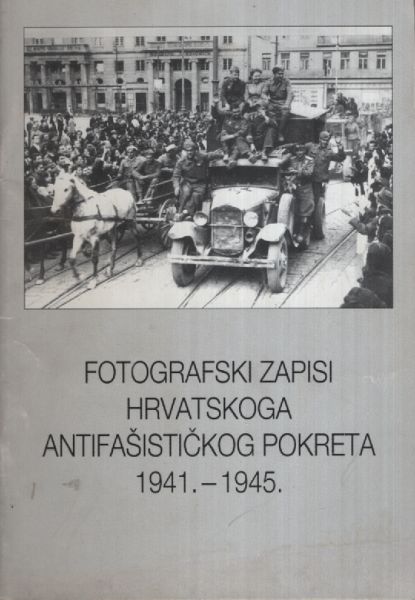 FOTOGRAFSKI ZAPISI
HRVATSKOGA
ANTIFAŠISTIČKOG POKRETA
1941. – 1945.